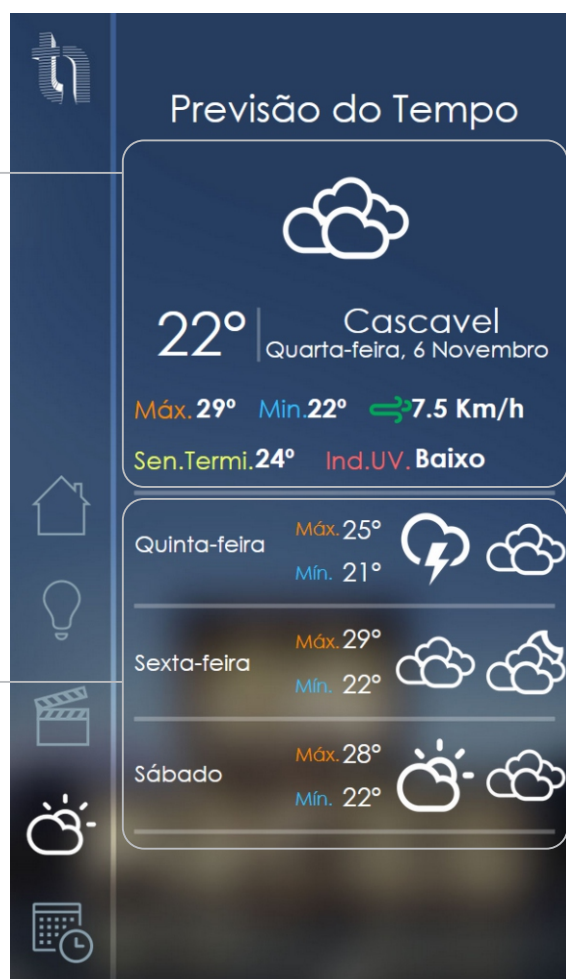 Previsão do Tempo
22° Cascavel
Quarta-feira, 6 Novembro
Máx. 29º Min. 22º 7.5 Km/h
Sen.Termi. 24º Ind.UV. Baixo
Quinta-feira Máx. 25° Mín. 21°
Sexta-feira Máx. 29° Mín. 22°
Sábado Máx. 28° Mín. 22°